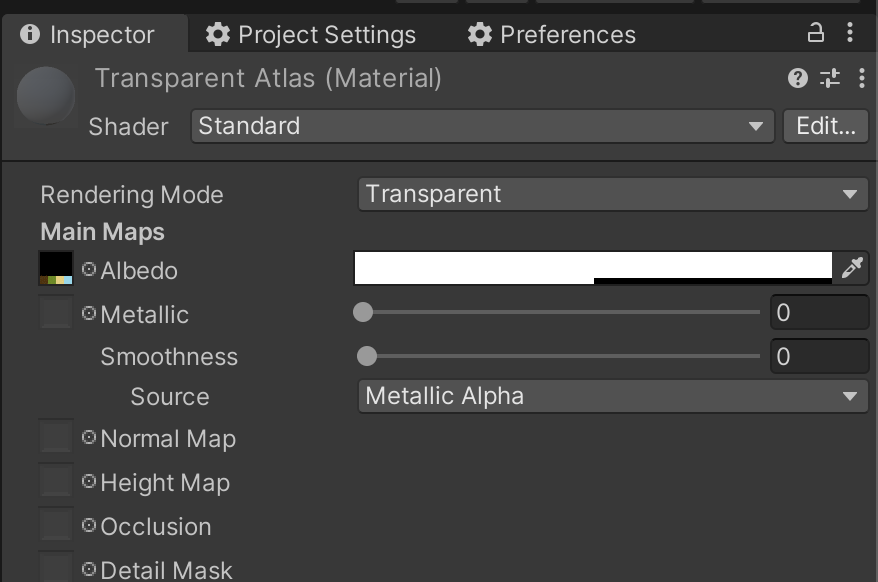 Inspector
Project Settings
Preferences
Transparent Atlas (Material)
Shader
Standard
Edit...
Rendering Mode
Transparent
Main Maps
Albedo
Metallic
0
Smoothness
0
Source
Metallic Alpha
Normal Map
Height Map
Occlusion
Detail Mask